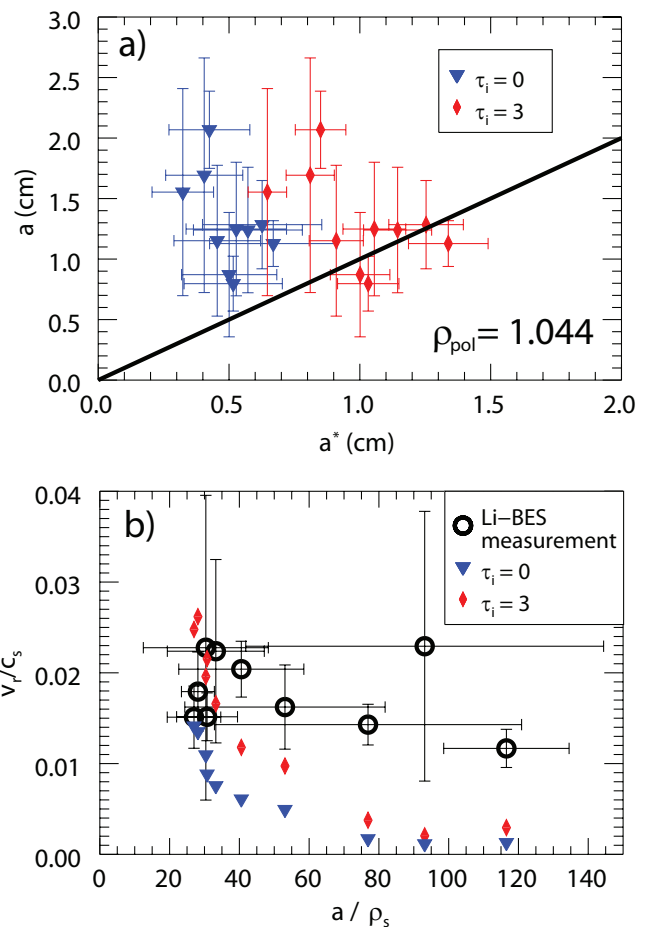 a)
3.0
2.5
2.0
1.5
1.0
0.5
0.0
a (cm)
τi = 0
τi = 3
ρpol = 1.044
0.0 0.5 1.0 1.5 2.0
a* (cm)
b)
0.04
0.03
0.02
0.01
0.00
vr/cs
Li–BES
measurement
τi = 0
τi = 3
0 20 40 60 80 100 120 140
a / ρs